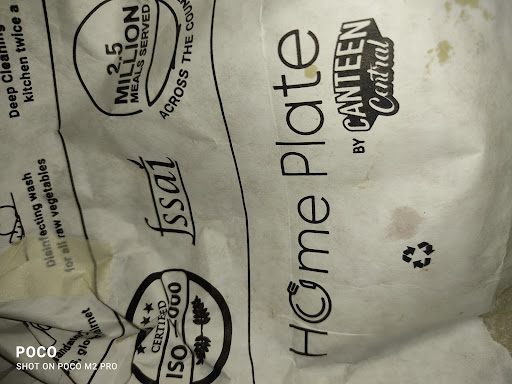 Deep Cleaning
kitchen twice a
2.5
MILLION
MEALS SERVED
ACROSS THE COU
Home Plate
BY CANTEEN
Central
fssai
Disinfecting wash
for all raw vegetables
CERTIFIED
ISO
POCO
SHOT ON POCO M2 PRO